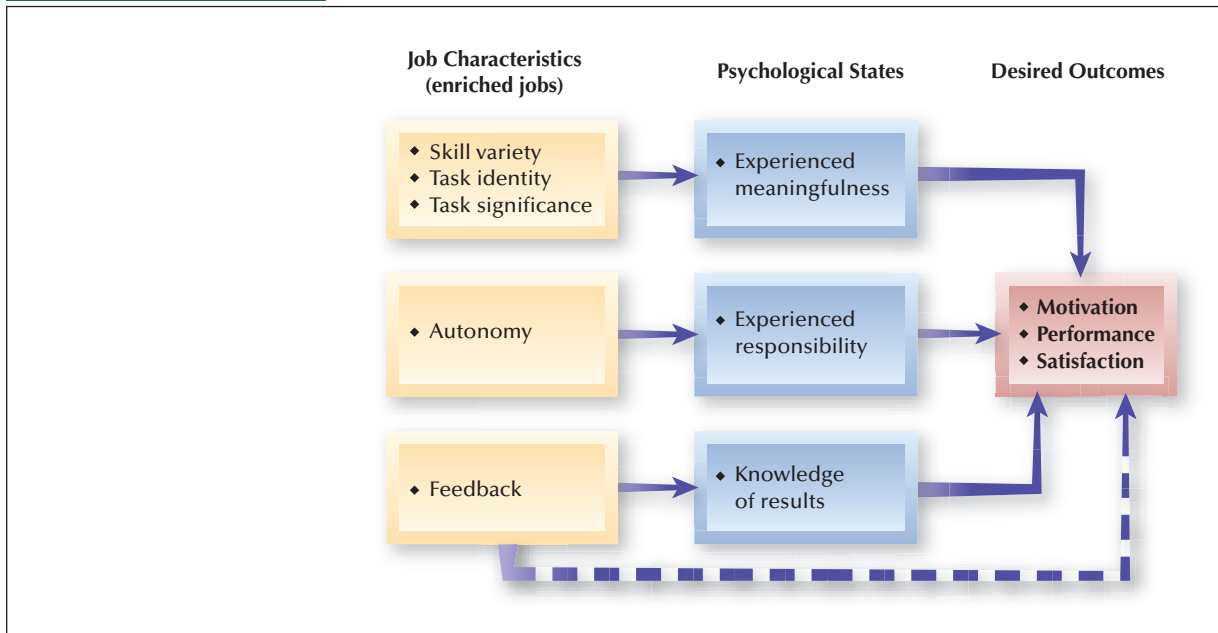 Job Characteristics
(enriched jobs)
Psychological States
Desired Outcomes
◆ Skill variety
◆ Task identity
◆ Task significance
◆ Experienced
meaningfulness
◆ Autonomy
◆ Experienced
responsibility
◆ Motivation
◆ Performance
◆ Satisfaction
◆ Feedback
◆ Knowledge
of results